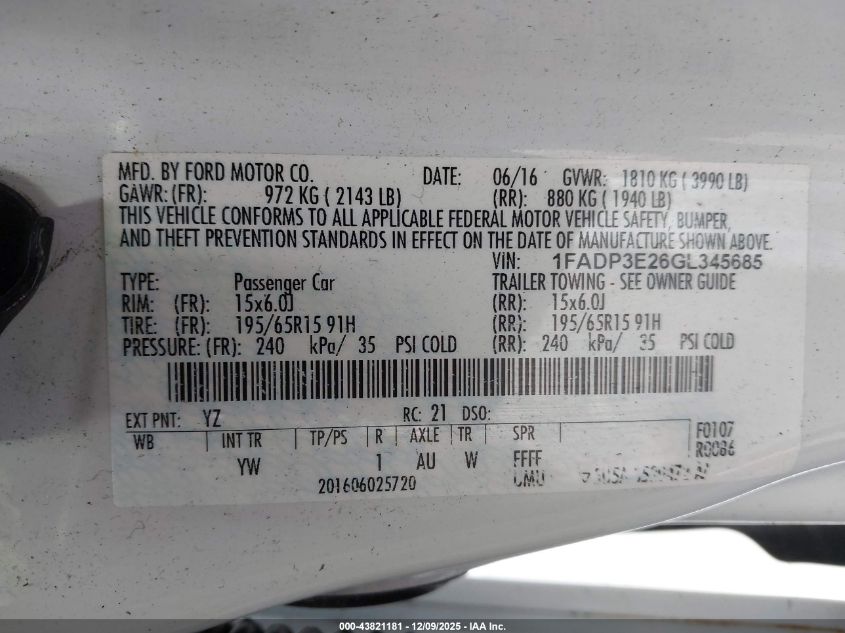 MFD. BY FORD MOTOR CO. DATE: 06/16 GVWR: 1810 KG ( 3990 LB)
GAWR: (FR): 972 KG ( 2143 LB) (RR): 880 KG ( 1940 LB)
THIS VEHICLE CONFORMS TO ALL APPLICABLE FEDERAL MOTOR VEHICLE SAFETY, BUMPER,
AND THEFT PREVENTION STANDARDS IN EFFECT ON THE DATE OF MANUFACTURE SHOWN ABOVE.
VIN: 1FADP3E26GL345685
TYPE: Passenger Car TRAILER TOWING - SEE OWNER GUIDE
RIM: (FR): 15x6.0J (RR): 15x6.0J
TIRE: (FR): 195/65R15 91H (RR): 195/65R15 91H
PRESSURE: (FR): 240 kPa/ 35 PSI COLD (RR): 240 kPa/ 35 PSI COLD
EXT PNT: YZ RC: 21 DSO:
WB INT TR TP/PS R AXLE TR SPR F0107
R0086
YW 1 AU W FFFF
201606025720 UMU
000-43821181 - 12/09/2025 - IAA Inc.